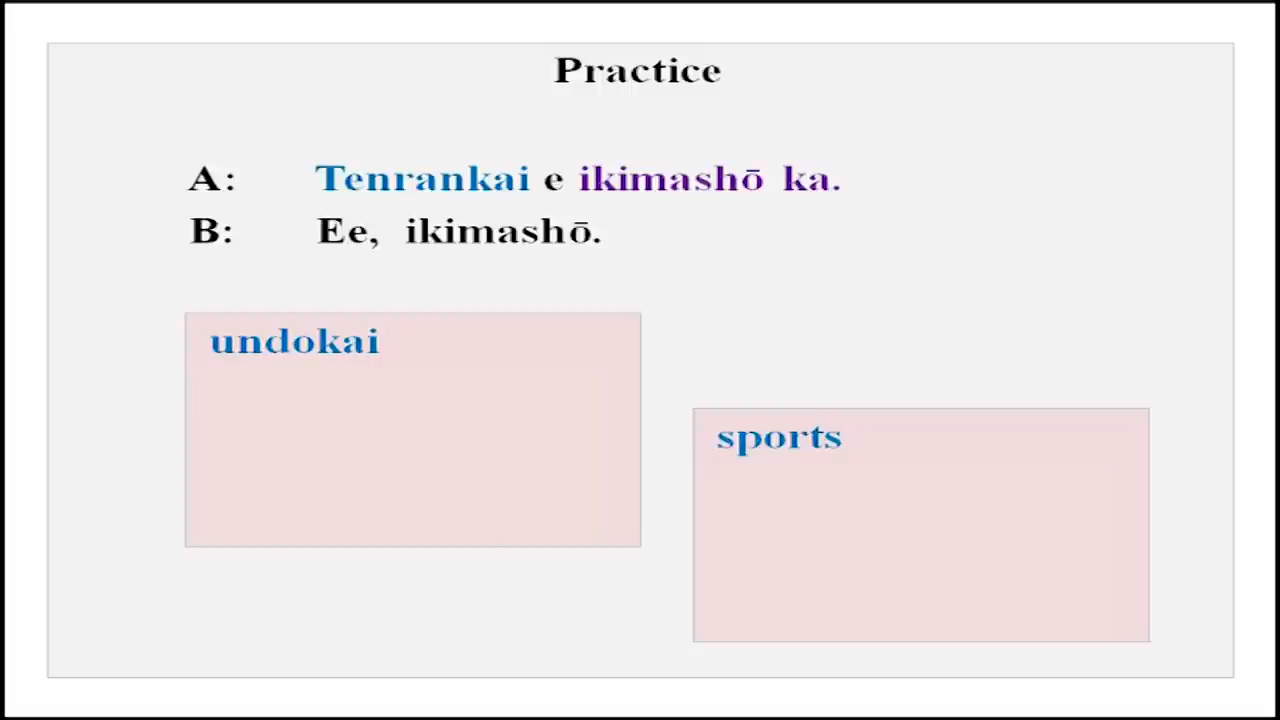 Practice
A: Tenrankai e ikimashō ka.
B: Ee, ikimashō.
undokai
sports